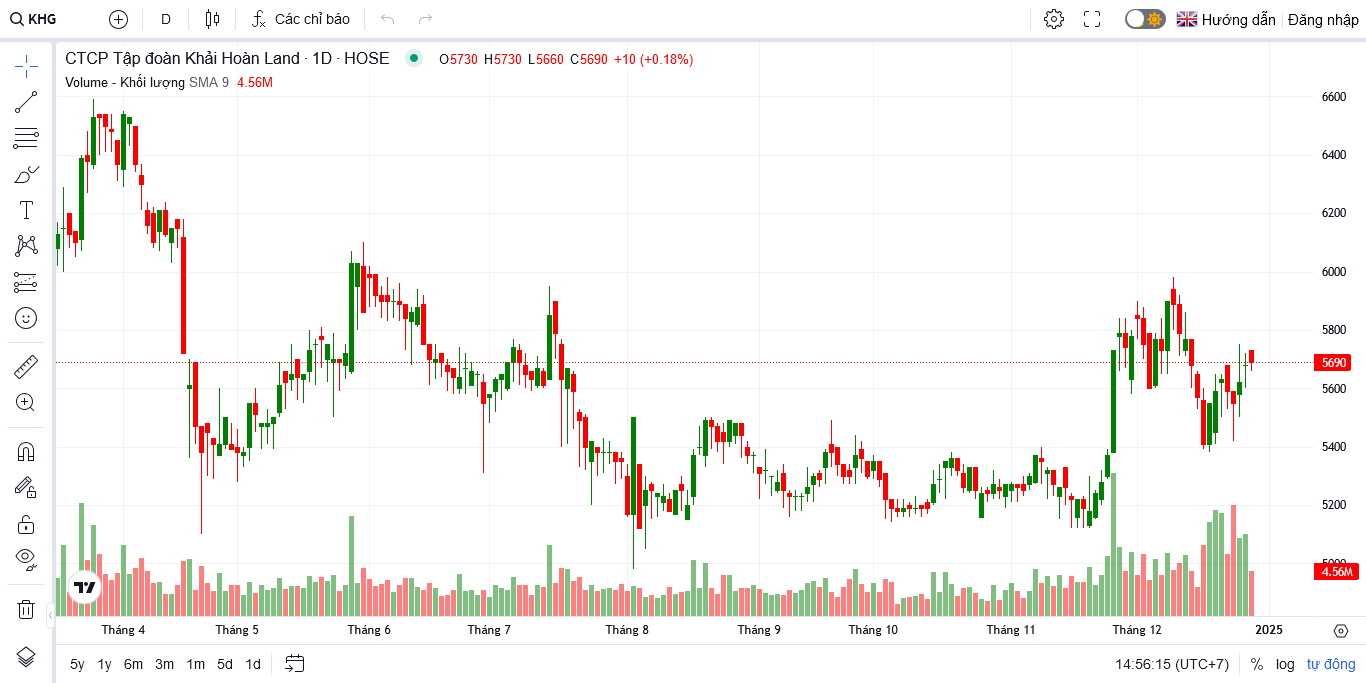 KHG D Các chỉ báo Hướng dẫn Đăng nhập
CTCP Tập đoàn Khải Hoàn Land · 1D · HOSE O5730 H5730 L5660 C5690 +10 (+0.18%)
Volume - Khối lượng SMA 9 4.56M
6600
6400
6200
6000
5800
5690
5600
5400
5200
5000
4.56M
Tháng 4 Tháng 5 Tháng 6 Tháng 7 Tháng 8 Tháng 9 Tháng 10 Tháng 11 Tháng 12 2025
5y 1y 6m 3m 1m 5d 1d 14:56:15 (UTC+7) % log tự động